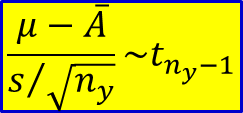 μ − Ā
s/√n_y ~t_{n_y−1}